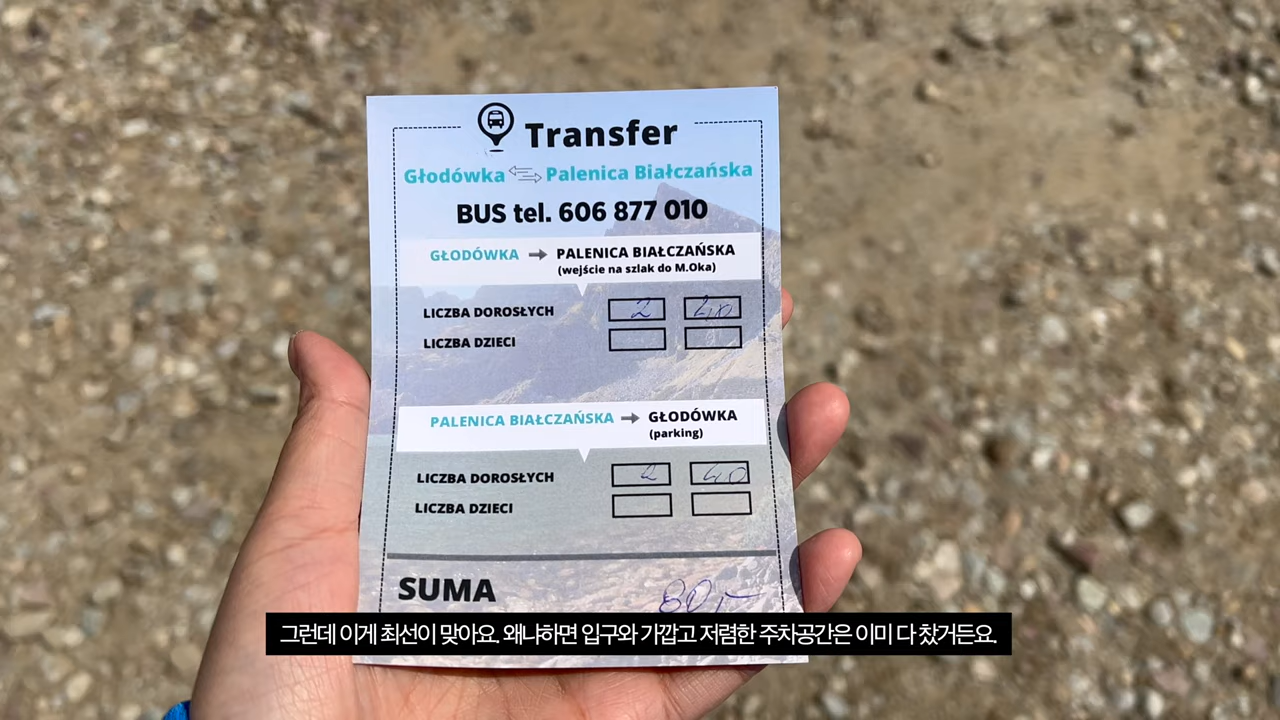 Transfer
Głodówka Palenica Białczańska
BUS tel. 606 877 010
GŁODÓWKA → PALENICA BIAŁCZAŃSKA
(wejście na szlak do M.Oka)
LICZBA DOROSŁYCH 2 40
LICZBA DZIECI
PALENICA BIAŁCZAŃSKA → GŁODÓWKA
(parking)
LICZBA DOROSŁYCH 2 40
LICZBA DZIECI
SUMA 80,-
그런데 이게 최선이 맞아요. 왜냐하면 입구와 가깝고 저렴한 주차공간은 이미 다 찼거든요.